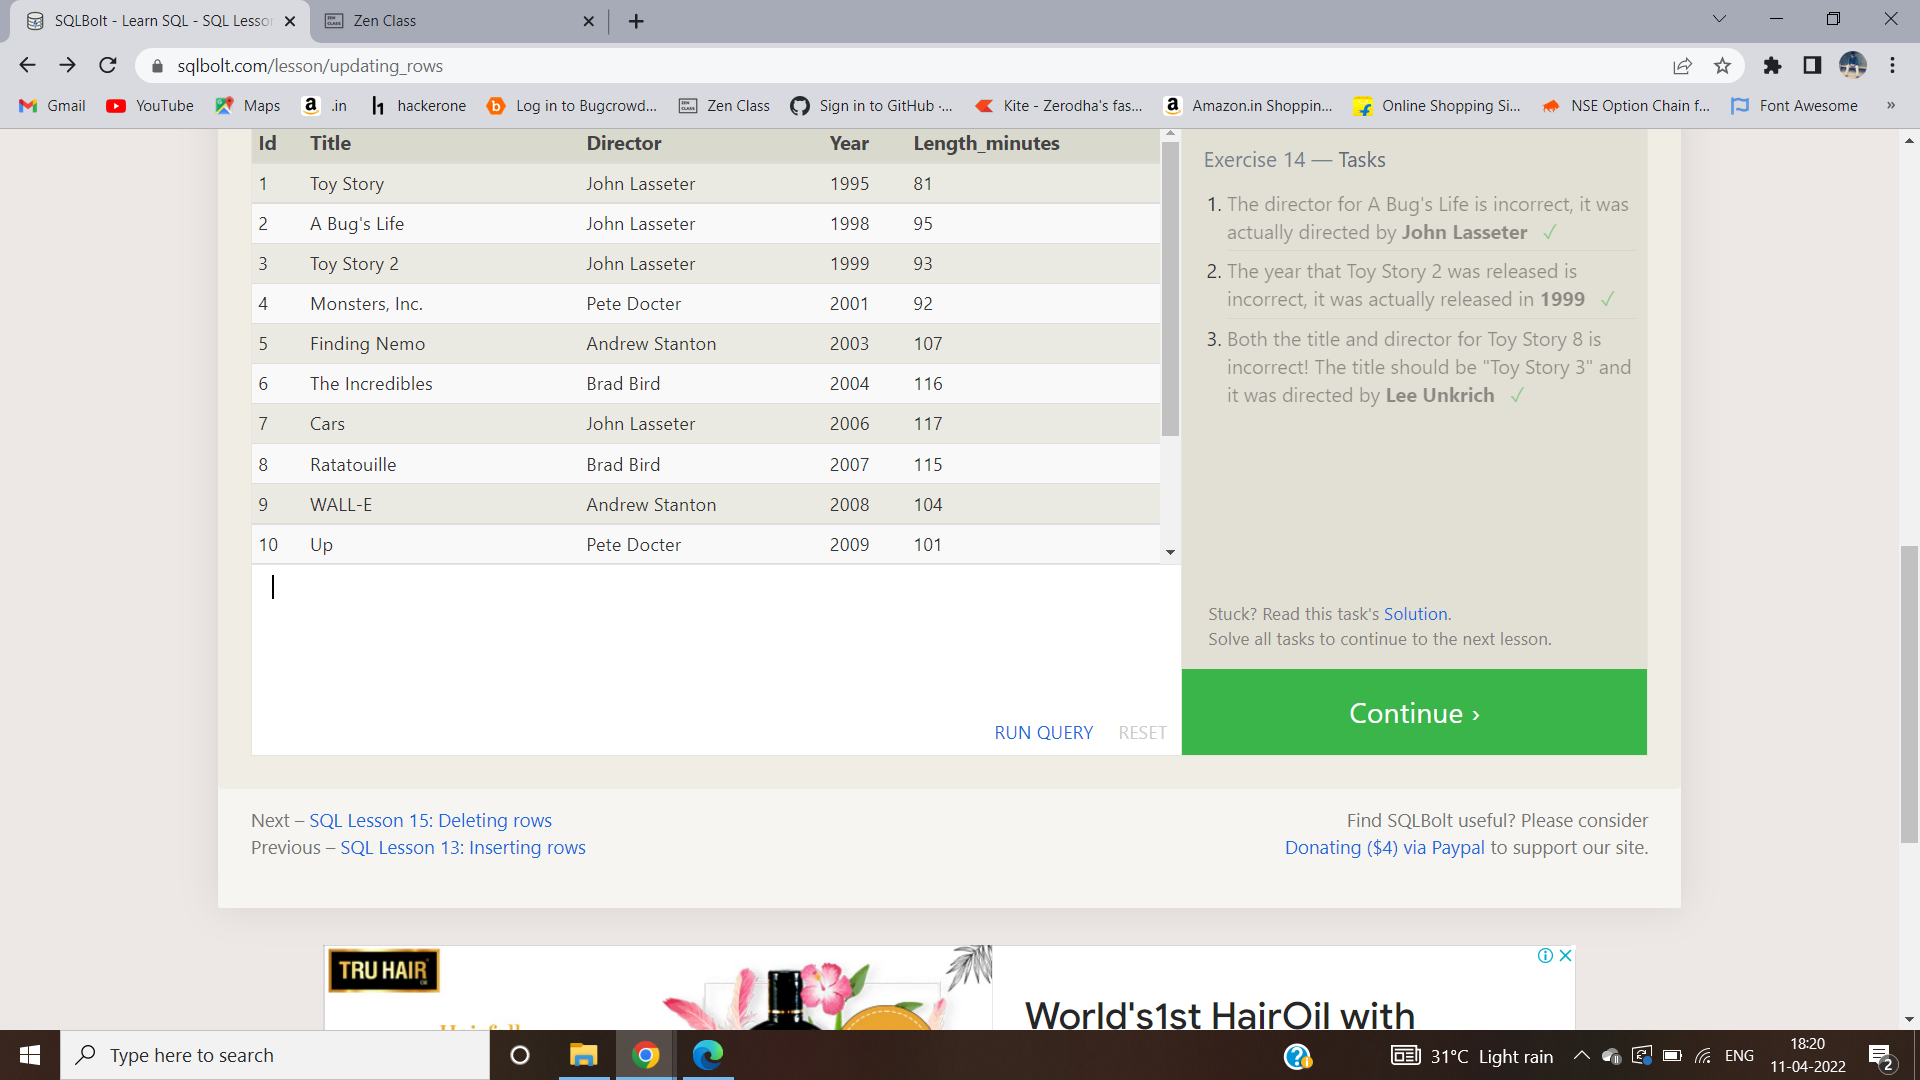 SQLBolt - Learn SQL - SQL Lesson
Zen Class
sqlbolt.com/lesson/updating_rows
Gmail
YouTube
Maps
.in
hackerone
Log in to Bugcrowd...
Zen Class
Sign in to GitHub ·...
Kite - Zerodha's fas...
Amazon.in Shoppin...
Online Shopping Si...
NSE Option Chain f...
Font Awesome
»
Id Title Director Year Length_minutes
1 Toy Story John Lasseter 1995 81
2 A Bug's Life John Lasseter 1998 95
3 Toy Story 2 John Lasseter 1999 93
4 Monsters, Inc. Pete Docter 2001 92
5 Finding Nemo Andrew Stanton 2003 107
6 The Incredibles Brad Bird 2004 116
7 Cars John Lasseter 2006 117
8 Ratatouille Brad Bird 2007 115
9 WALL-E Andrew Stanton 2008 104
10 Up Pete Docter 2009 101
RUN QUERY RESET
Exercise 14 — Tasks
1. The director for A Bug's Life is incorrect, it was
actually directed by John Lasseter ✓
2. The year that Toy Story 2 was released is
incorrect, it was actually released in 1999 ✓
3. Both the title and director for Toy Story 8 is
incorrect! The title should be "Toy Story 3" and
it was directed by Lee Unkrich ✓
Stuck? Read this task's Solution.
Solve all tasks to continue to the next lesson.
Continue ›
Next – SQL Lesson 15: Deleting rows
Previous – SQL Lesson 13: Inserting rows
Find SQLBolt useful? Please consider
Donating ($4) via Paypal to support our site.
TRU HAIR
World's1st HairOil with
Type here to search
31°C Light rain
ENG
18:20
11-04-2022
2